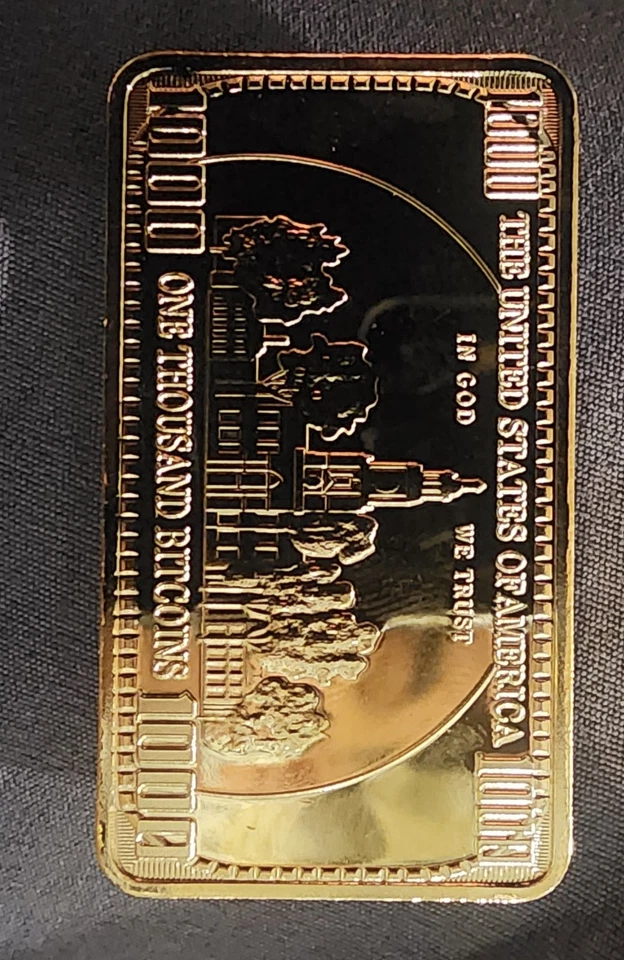 1000 THE UNITED STATES OF AMERICA 1000
IN GOD WE TRUST
1000 ONE THOUSAND BITCOINS 1000